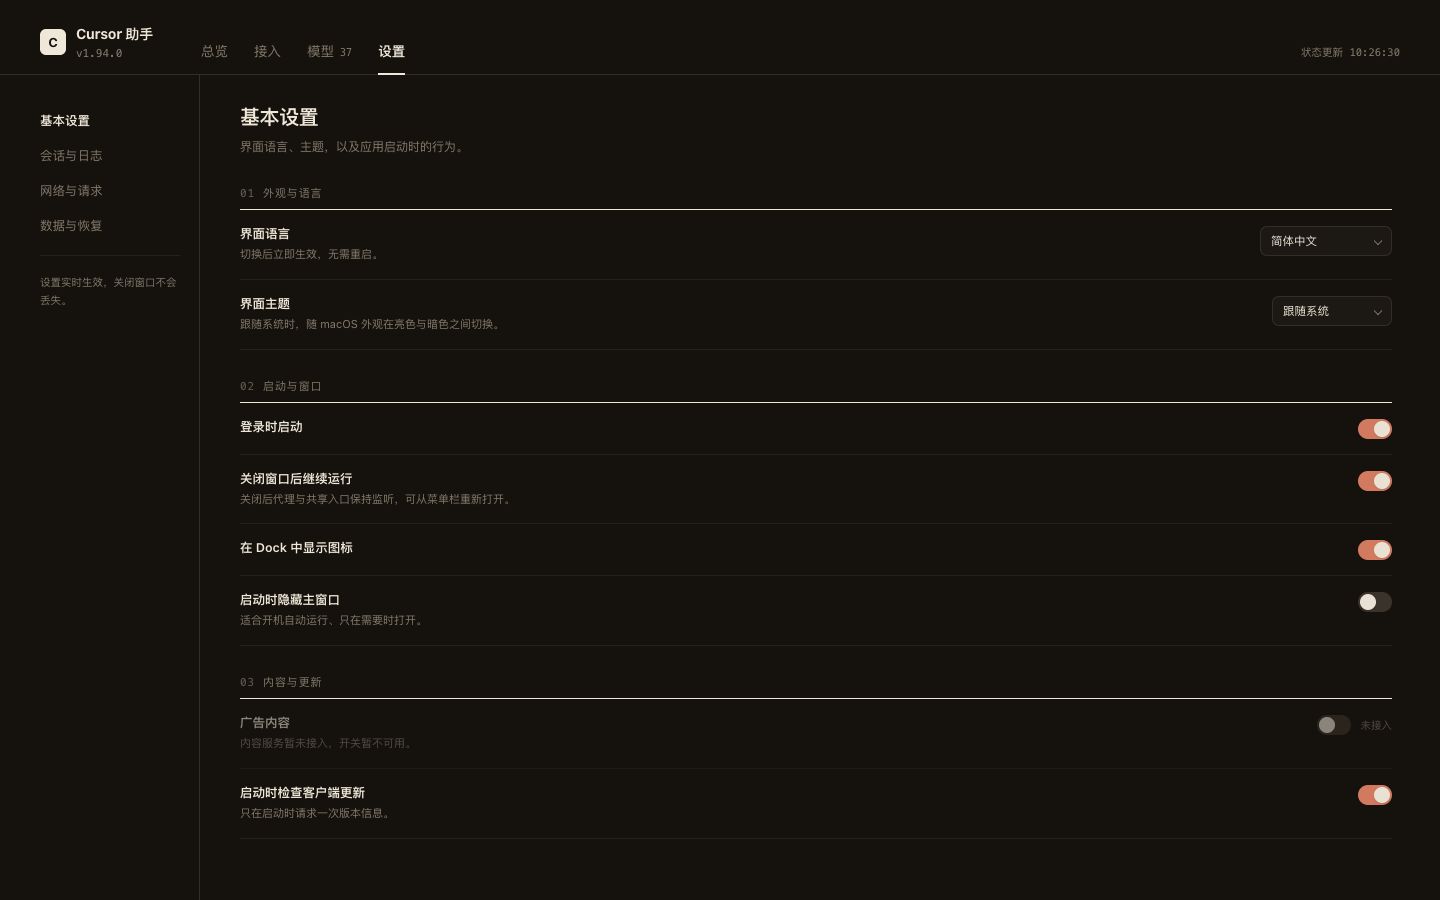 C
Cursor 助手
v1.94.0
总览
接入
模型 37
设置
状态更新 10:26:30
基本设置
会话与日志
网络与请求
数据与恢复
设置实时生效，关闭窗口不会
丢失。
基本设置
界面语言、主题，以及应用启动时的行为。
01 外观与语言
界面语言
切换后立即生效，无需重启。
简体中文
界面主题
跟随系统时，随 macOS 外观在亮色与暗色之间切换。
跟随系统
02 启动与窗口
登录时启动
关闭窗口后继续运行
关闭后代理与共享入口保持监听，可从菜单栏重新打开。
在 Dock 中显示图标
启动时隐藏主窗口
适合开机自动运行、只在需要时打开。
03 内容与更新
广告内容
内容服务暂未接入，开关暂不可用。
未接入
启动时检查客户端更新
只在启动时请求一次版本信息。